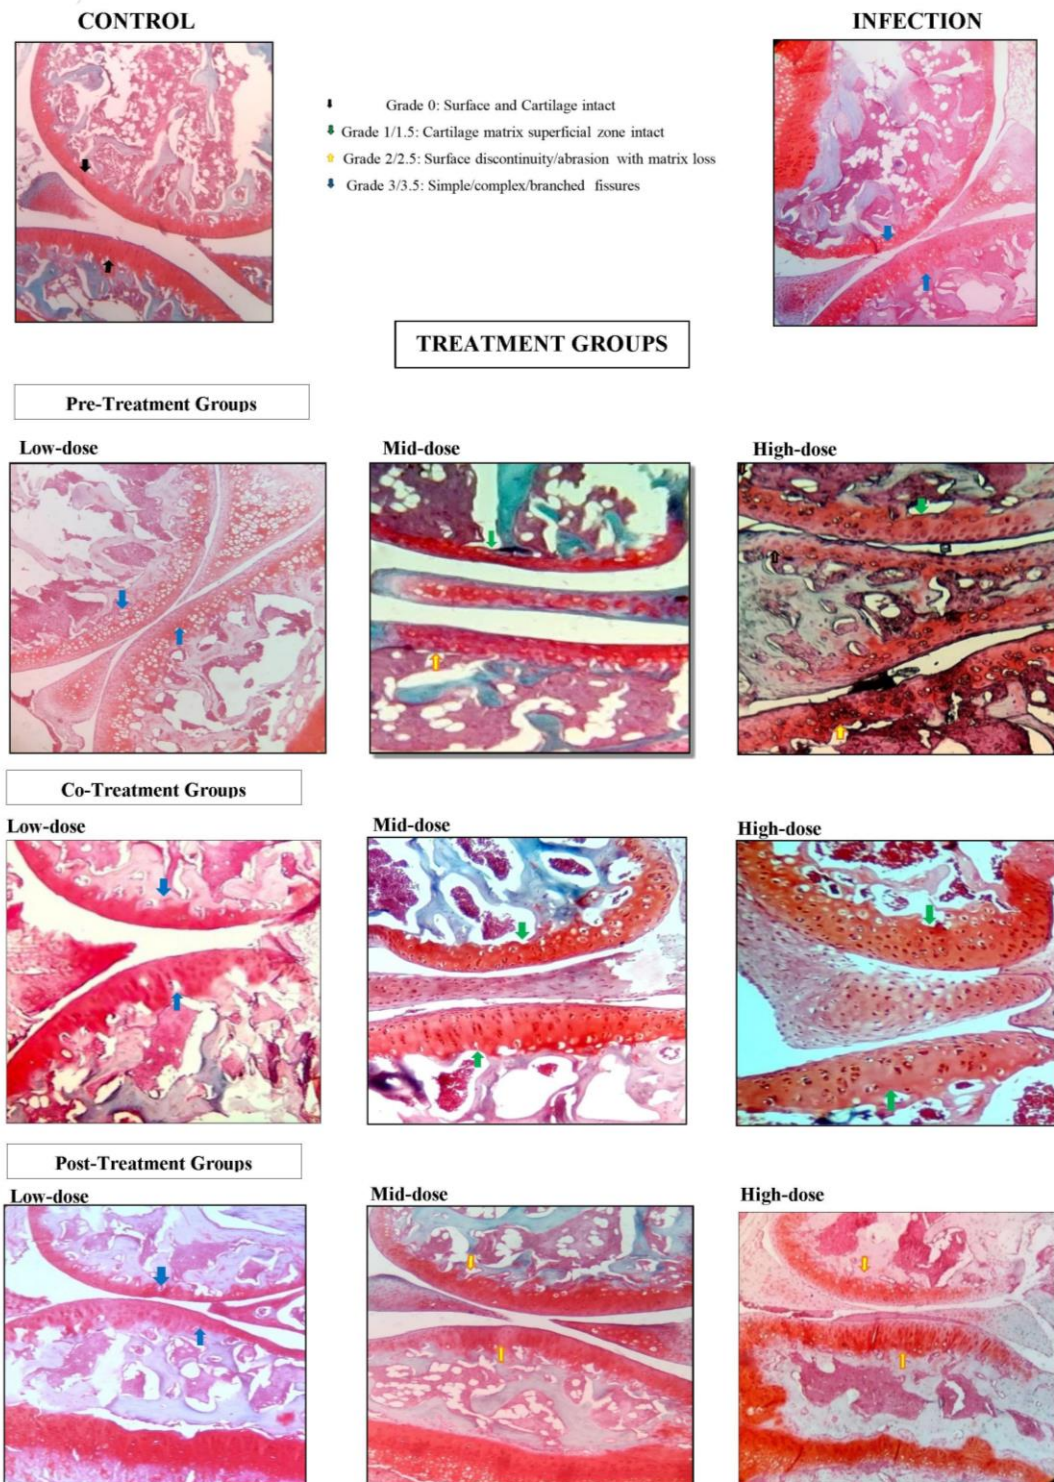 CONTROL
INFECTION
Grade 0: Surface and Cartilage intact
Grade 1/1.5: Cartilage matrix superficial zone intact
Grade 2/2.5: Surface discontinuity/abrasion with matrix loss
Grade 3/3.5: Simple/complex/branched fissures
TREATMENT GROUPS
Pre-Treatment Groups
Low-dose
Mid-dose
High-dose
Co-Treatment Groups
Low-dose
Mid-dose
High-dose
Post-Treatment Groups
Low-dose
Mid-dose
High-dose